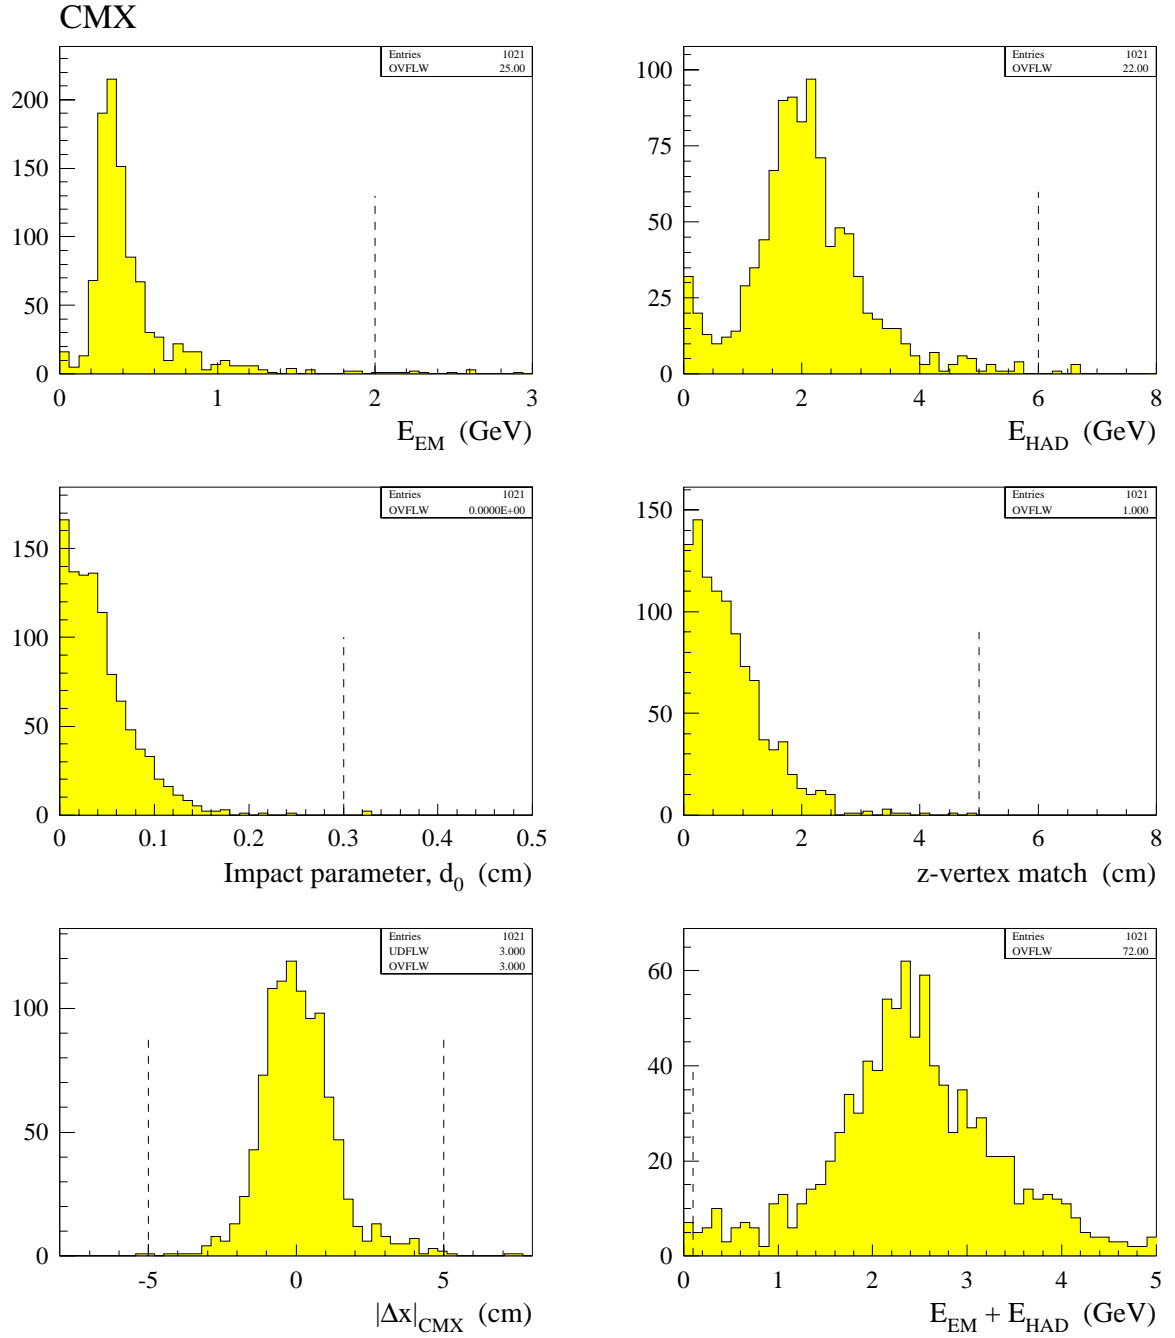 CMX
Entries 1021
OVFLW 25.00
200
150
100
50
0
0 1 2 3
E_EM (GeV)
Entries 1021
OVFLW 22.00
100
75
50
25
0
0 2 4 6 8
E_HAD (GeV)
Entries 1021
OVFLW 0.0000E+00
150
100
50
0
0 0.1 0.2 0.3 0.4 0.5
Impact parameter, d_0 (cm)
Entries 1021
OVFLW 1.000
150
100
50
0
0 2 4 6 8
z-vertex match (cm)
Entries 1021
UDFLW 3.000
OVFLW 3.000
100
50
0
-5 0 5
|Δx|_CMX (cm)
Entries 1021
OVFLW 72.00
60
40
20
0
0 1 2 3 4 5
E_EM + E_HAD (GeV)